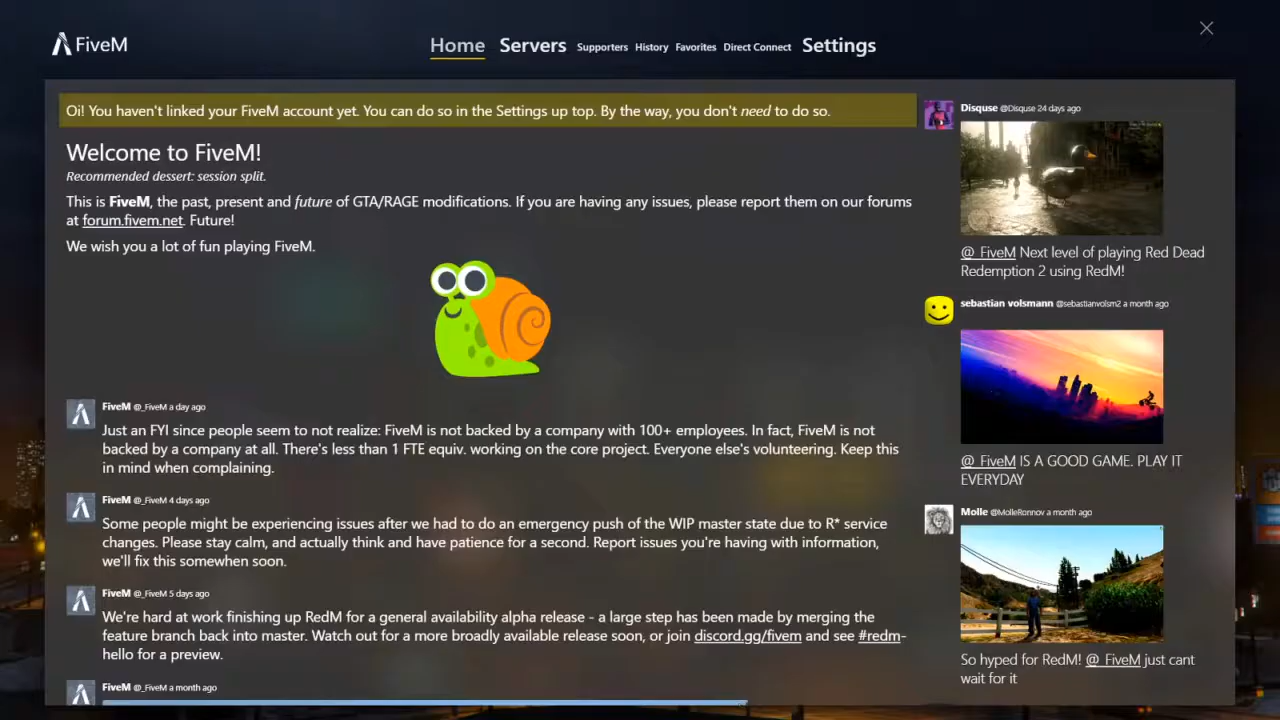 FiveM
Home Servers Supporters History Favorites Direct Connect Settings
Oi! You haven't linked your FiveM account yet. You can do so in the Settings up top. By the way, you don't need to do so.
Welcome to FiveM!
Recommended dessert: session split.
This is FiveM, the past, present and future of GTA/RAGE modifications. If you are having any issues, please report them on our forums
at forum.fivem.net. Future!
We wish you a lot of fun playing FiveM.
FiveM @_FiveM a day ago
Just an FYI since people seem to not realize: FiveM is not backed by a company with 100+ employees. In fact, FiveM is not
backed by a company at all. There's less than 1 FTE equiv. working on the core project. Everyone else's volunteering. Keep this
in mind when complaining.
FiveM @_FiveM 4 days ago
Some people might be experiencing issues after we had to do an emergency push of the WIP master state due to R* service
changes. Please stay calm, and actually think and have patience for a second. Report issues you're having with information,
we'll fix this somewhen soon.
FiveM @_FiveM 5 days ago
We're hard at work finishing up RedM for a general availability alpha release - a large step has been made by merging the
feature branch back into master. Watch out for a more broadly available release soon, or join discord.gg/fivem and see #redm-
hello for a preview.
FiveM @_FiveM a month ago
Disquse @Disquse 24 days ago
@_FiveM Next level of playing Red Dead
Redemption 2 using RedM!
sebastian volsmann @sebastianvolsm2 a month ago
@_FiveM IS A GOOD GAME. PLAY IT
EVERYDAY
Molle @MolleRonnov a month ago
So hyped for RedM! @_FiveM just cant
wait for it